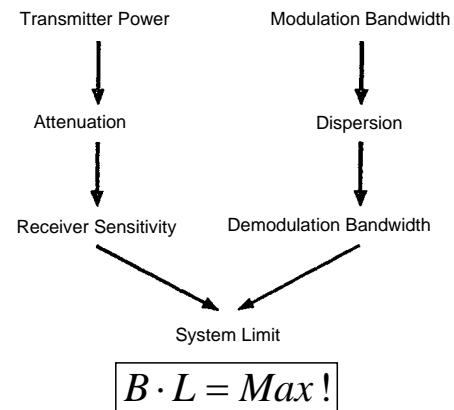 Transmitter Power Modulation Bandwidth
Attenuation Dispersion
Receiver Sensitivity Demodulation Bandwidth
System Limit
B · L = Max !